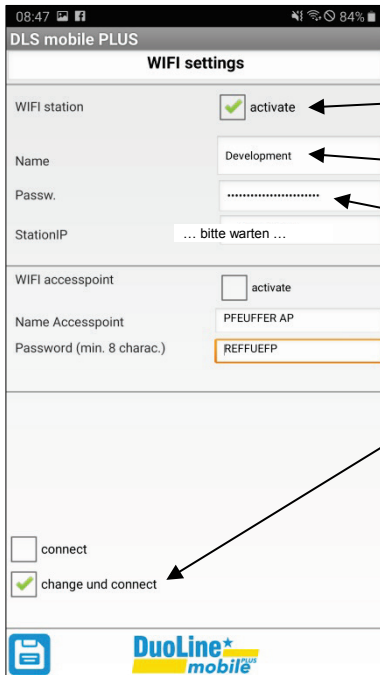 08:47 84%
DLS mobile PLUS
WIFI settings
WIFI station activate
Name Development
Passw. ························
StationIP ... bitte warten ...
WIFI accesspoint activate
Name Accesspoint PFEUFFER AP
Password (min. 8 charac.) REFFUEFP
connect
change und connect
DuoLine★
mobile PLUS